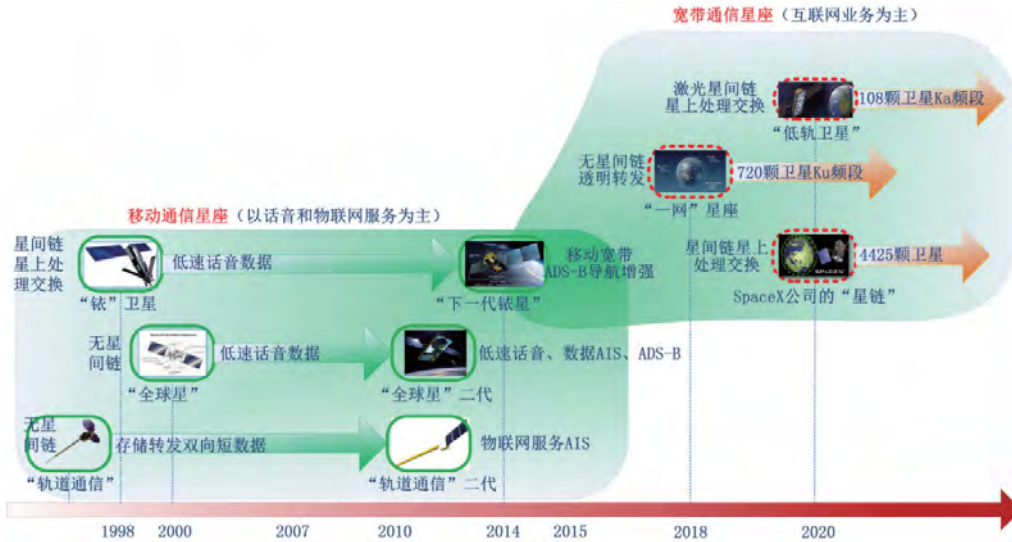 宽带通信星座(互联网业务为主)
激光星间链
星上处理交换
108颗卫星Ka频段
“低轨卫星”
无星间链
透明转发
720颗卫星Ku频段
“一网”星座
移动通信星座(以话音和物联网服务为主)
星间链
星上处
理交换
低速话音数据
移动宽带
ADS-B导航增强
星间链星上
处理交换
4425颗卫星
“铱”卫星
“下一代铱星”
SpaceX公司的“星链”
无星
间链
低速话音数据
低速话音、数据AIS、ADS-B
“全球星”
“全球星”二代
无星
间链
存储转发双向短数据
物联网服务AIS
“轨道通信”
“轨道通信”二代
1998 2000 2007 2010 2014 2015 2018 2020